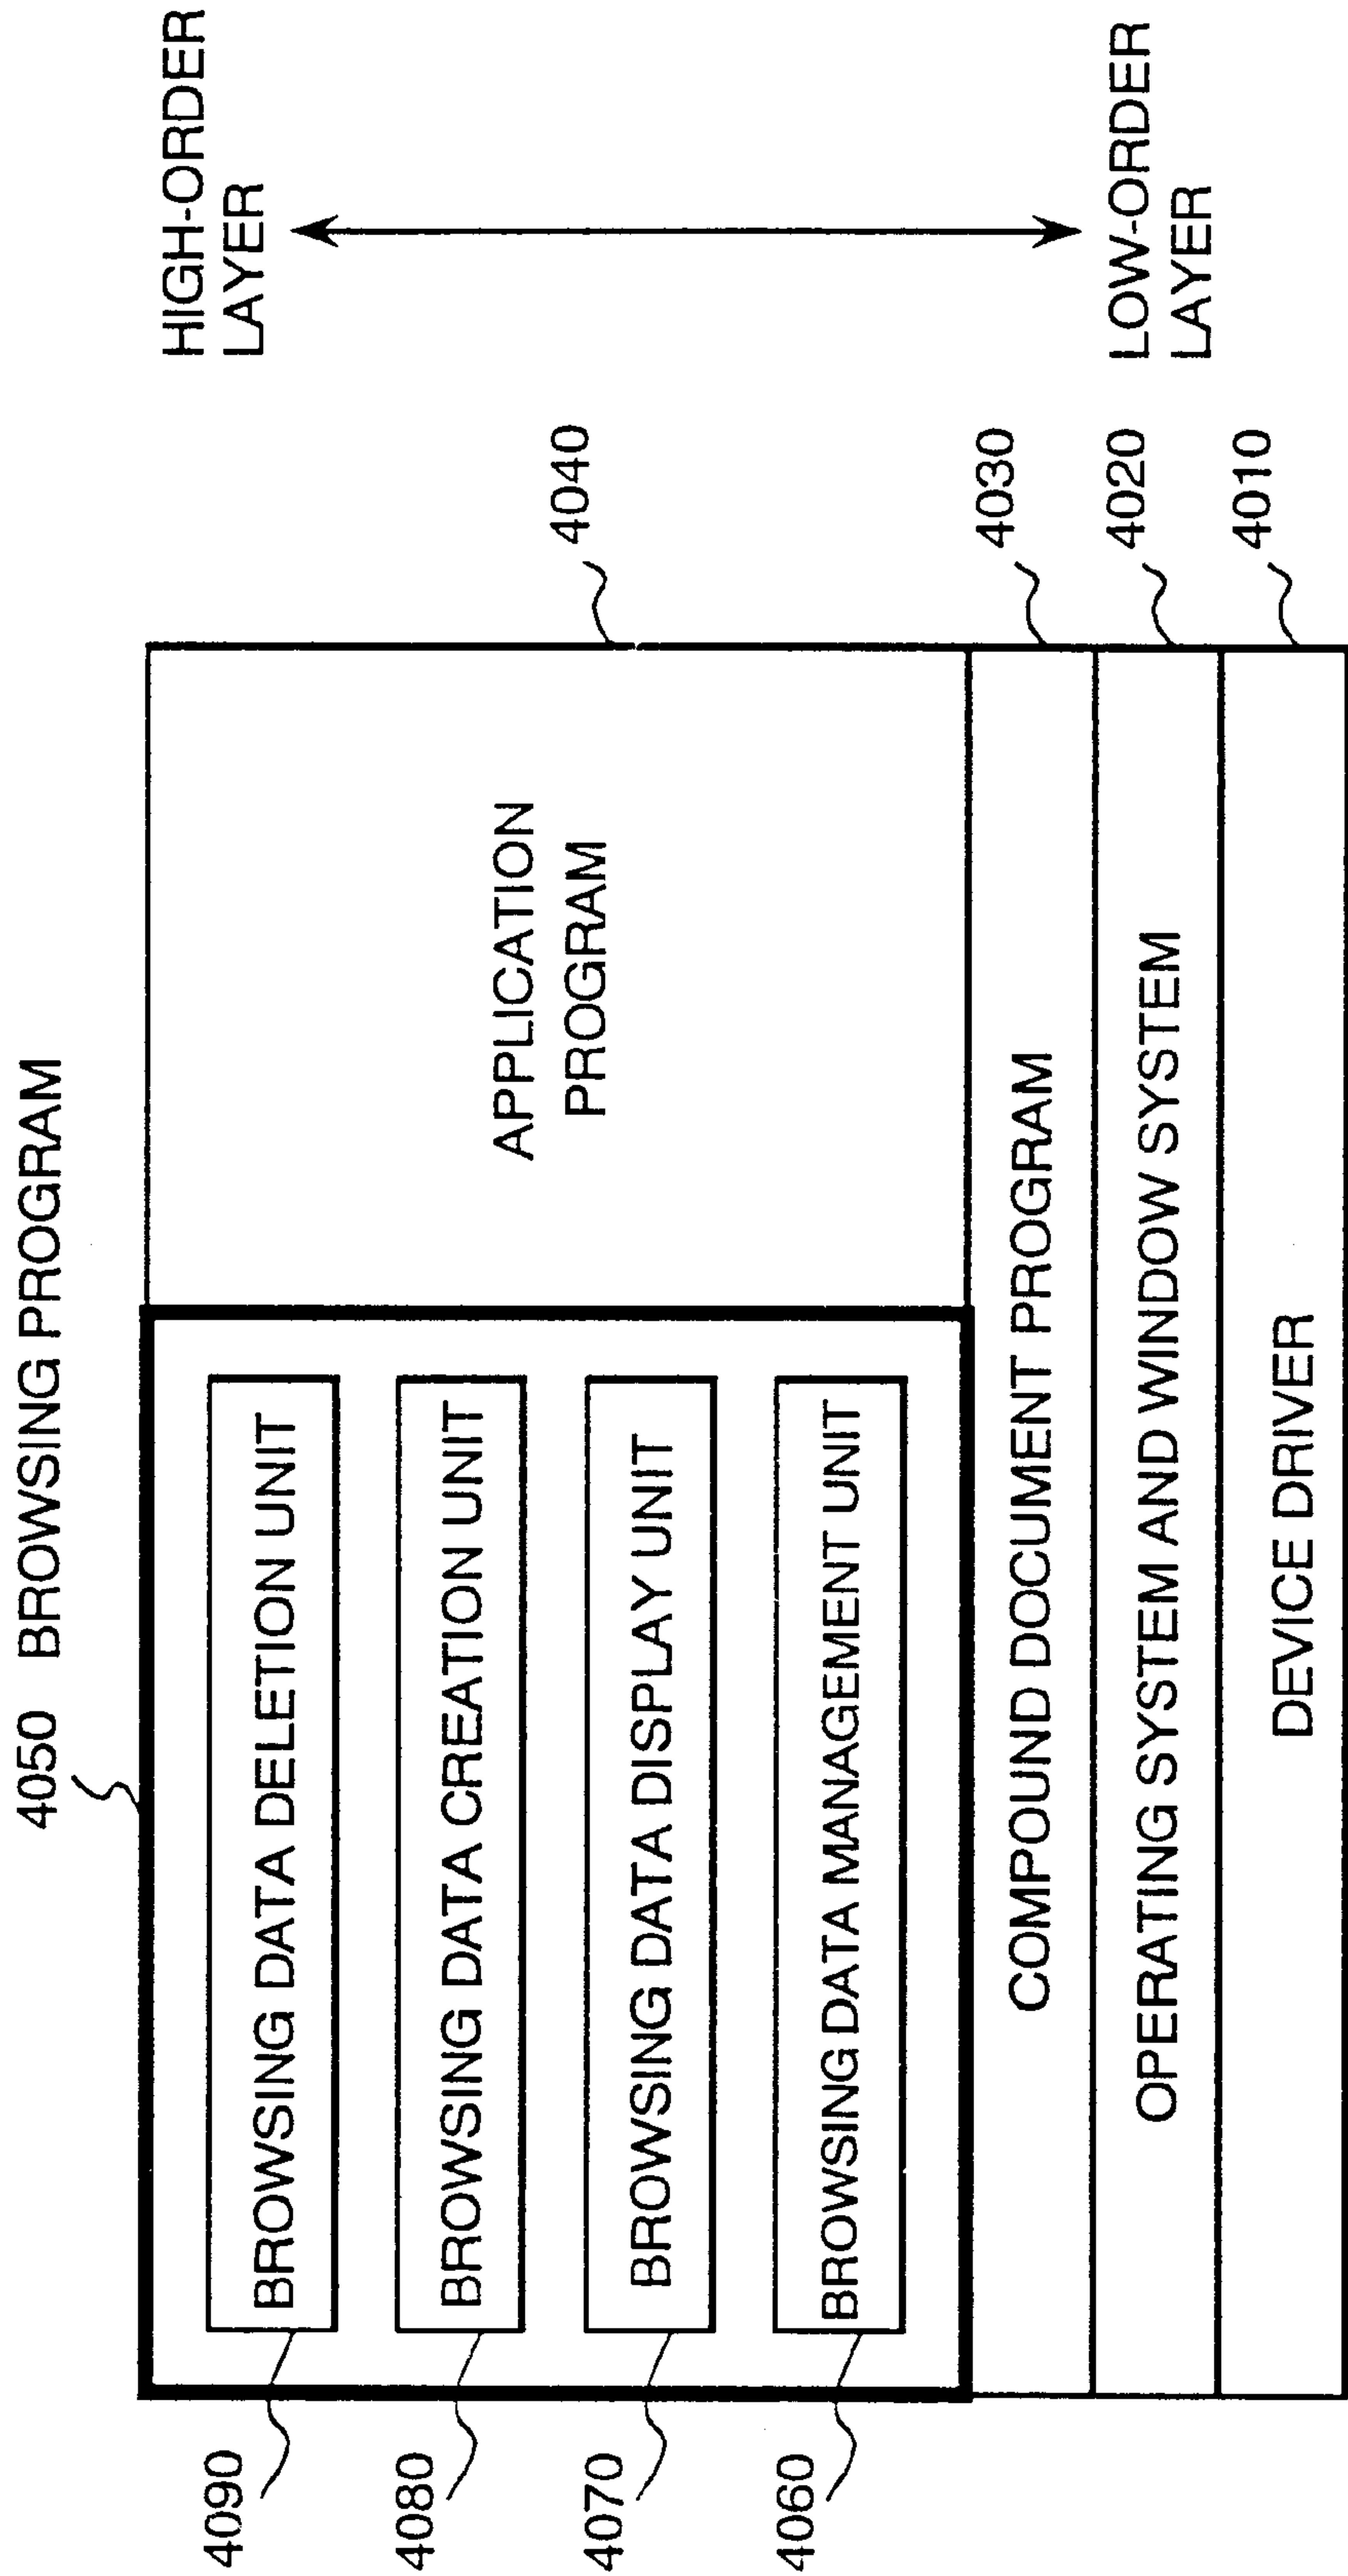 4050 BROWSING PROGRAM
HIGH-ORDER
LAYER
4090
BROWSING DATA DELETION UNIT
4080
BROWSING DATA CREATION UNIT
4070
BROWSING DATA DISPLAY UNIT
4060
BROWSING DATA MANAGEMENT UNIT
APPLICATION
PROGRAM
4040
COMPOUND DOCUMENT PROGRAM
4030
OPERATING SYSTEM AND WINDOW SYSTEM
4020
DEVICE DRIVER
4010
LOW-ORDER
LAYER